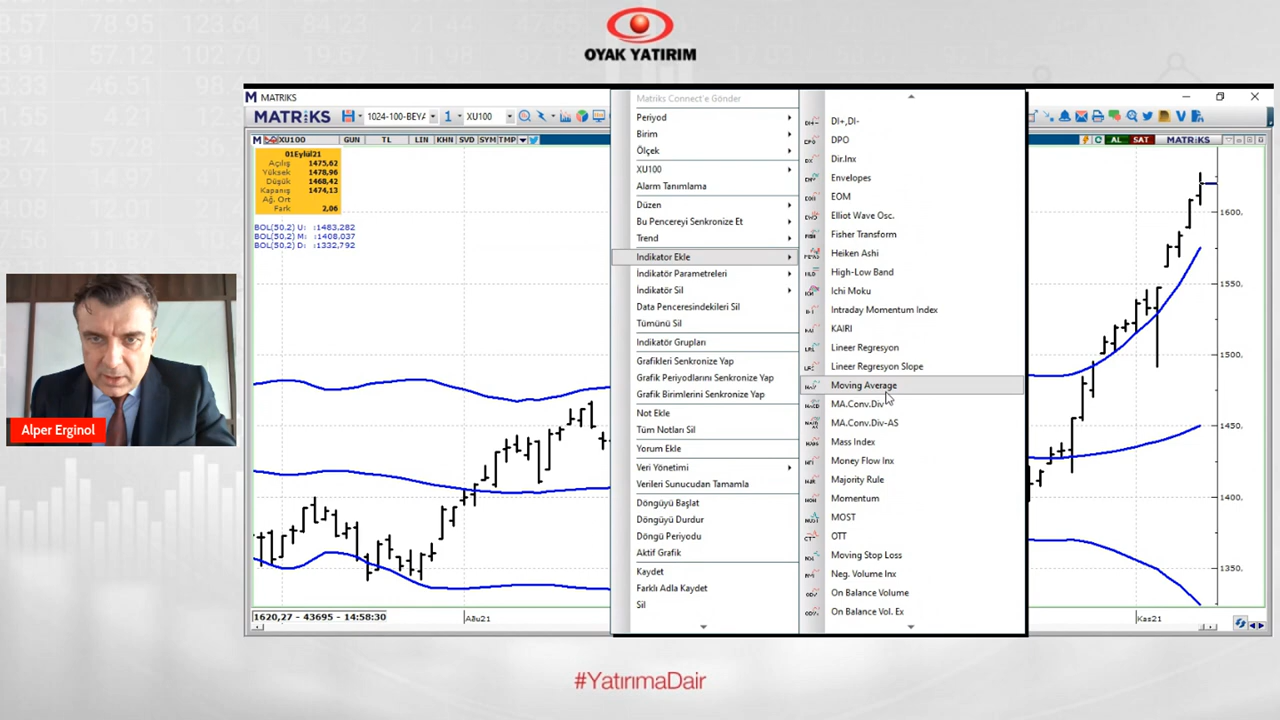 OYAK YATIRIM
MATRIKS
MATRIKS
1024-100-BEYA
1
XU100
M
XU100
GUN
TL
LIN
KHN
SVD
SYM
TMP
AL
SAT
MATRIKS
01Eylül21
Açılış 1475,62
Yüksek 1478,96
Düşük 1468,42
Kapanış 1474,13
Ağ. Ort
Fark 2,06
BOL(50,2) U: :1483,282
BOL(50,2) M: :1408,037
BOL(50,2) D: :1332,792
Matriks Connect'e Gönder
Periyod
Birim
Ölçek
XU100
Alarm Tanımlama
Düzen
Bu Pencereyi Senkronize Et
Trend
Indikator Ekle
İndikatör Parametreleri
İndikatör Sil
Data Penceresindekileri Sil
Tümünü Sil
İndikatör Grupları
Grafikleri Senkronize Yap
Grafik Periyodlarını Senkronize Yap
Grafik Birimlerini Senkronize Yap
Not Ekle
Tüm Notları Sil
Yorum Ekle
Veri Yönetimi
Verileri Sunucudan Tamamla
Döngüyü Başlat
Döngüyü Durdur
Döngü Periyodu
Aktif Grafik
Kaydet
Farklı Adla Kaydet
Sil
DI+,DI-
DPO
Dir.Inx
Envelopes
EOM
Elliot Wave Osc.
Fisher Transform
Heiken Ashi
High-Low Band
Ichi Moku
Intraday Momentum Index
KAIRI
Lineer Regresyon
Lineer Regresyon Slope
Moving Average
MA.Conv.Div
MA.Conv.Div-AS
Mass Index
Money Flow Inx
Majority Rule
Momentum
MOST
OTT
Moving Stop Loss
Neg. Volume Inx
On Balance Volume
On Balance Vol. Ex
1600.
1550.
1500.
1450.
1400.
1350.
1620,27 - 43695 - 14:58:30
Ağu21
Kas21
Alper Erginol
#YatırımaDair